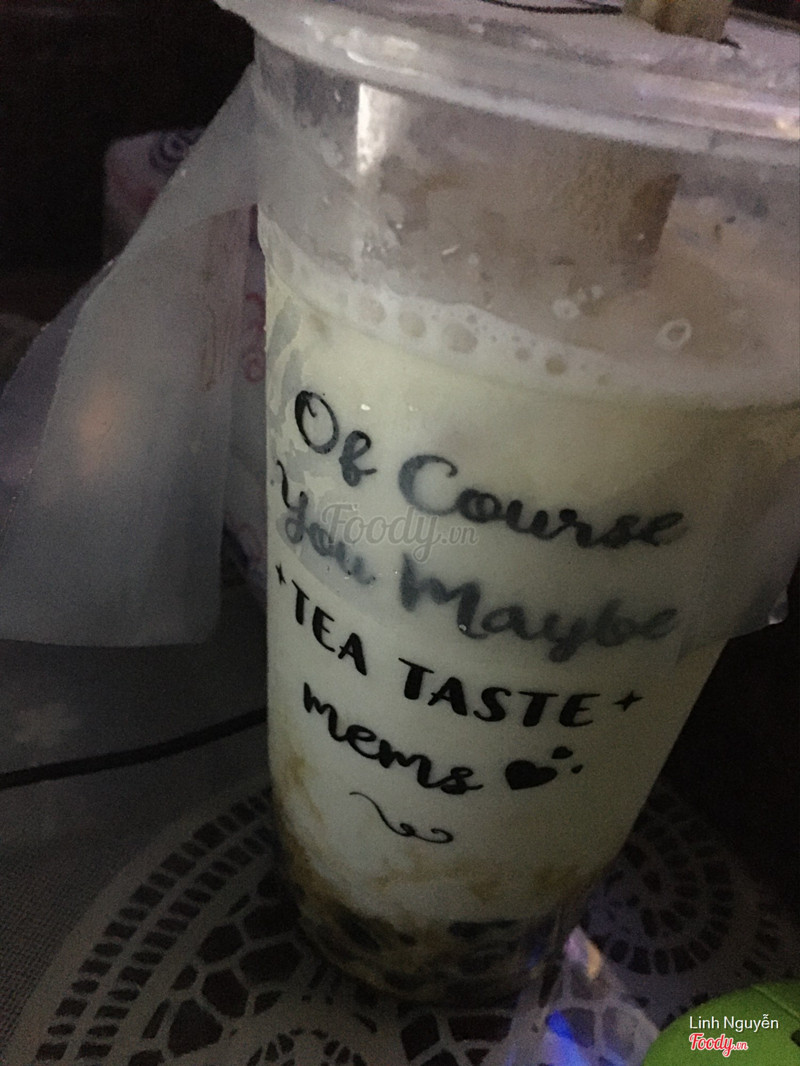 Of Course
You Maybe
TEA TASTE
mems
Foody.vn
Linh Nguyễn
Foody.vn